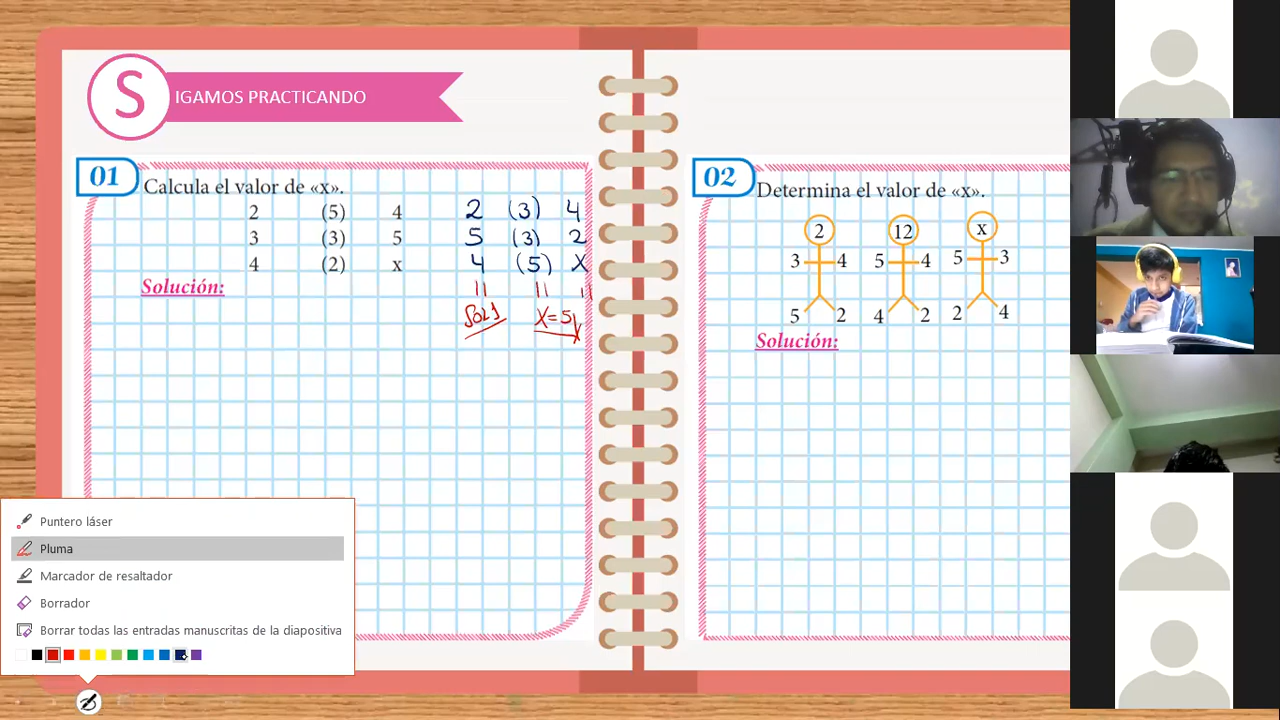 S
IGAMOS PRACTICANDO
01
Calcula el valor de «x».
2 (5) 4
3 (3) 5
4 (2) x
Solución:
2 (3) 4
5 (3) 2
4 (5) X
X=5
02
Determina el valor de «x».
2 12 x
3 4 5 4 5 3
5 2 4 2 2 4
Solución:
Puntero láser
Pluma
Marcador de resaltador
Borrador
Borrar todas las entradas manuscritas de la diapositiva